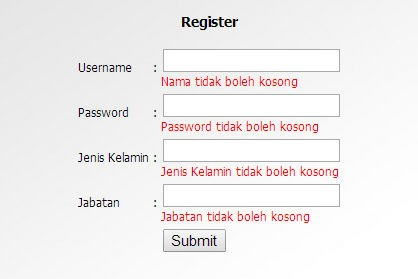 Register
Username :
Nama tidak boleh kosong
Password :
Password tidak boleh kosong
Jenis Kelamin :
Jenis Kelamin tidak boleh kosong
Jabatan :
Jabatan tidak boleh kosong
Submit